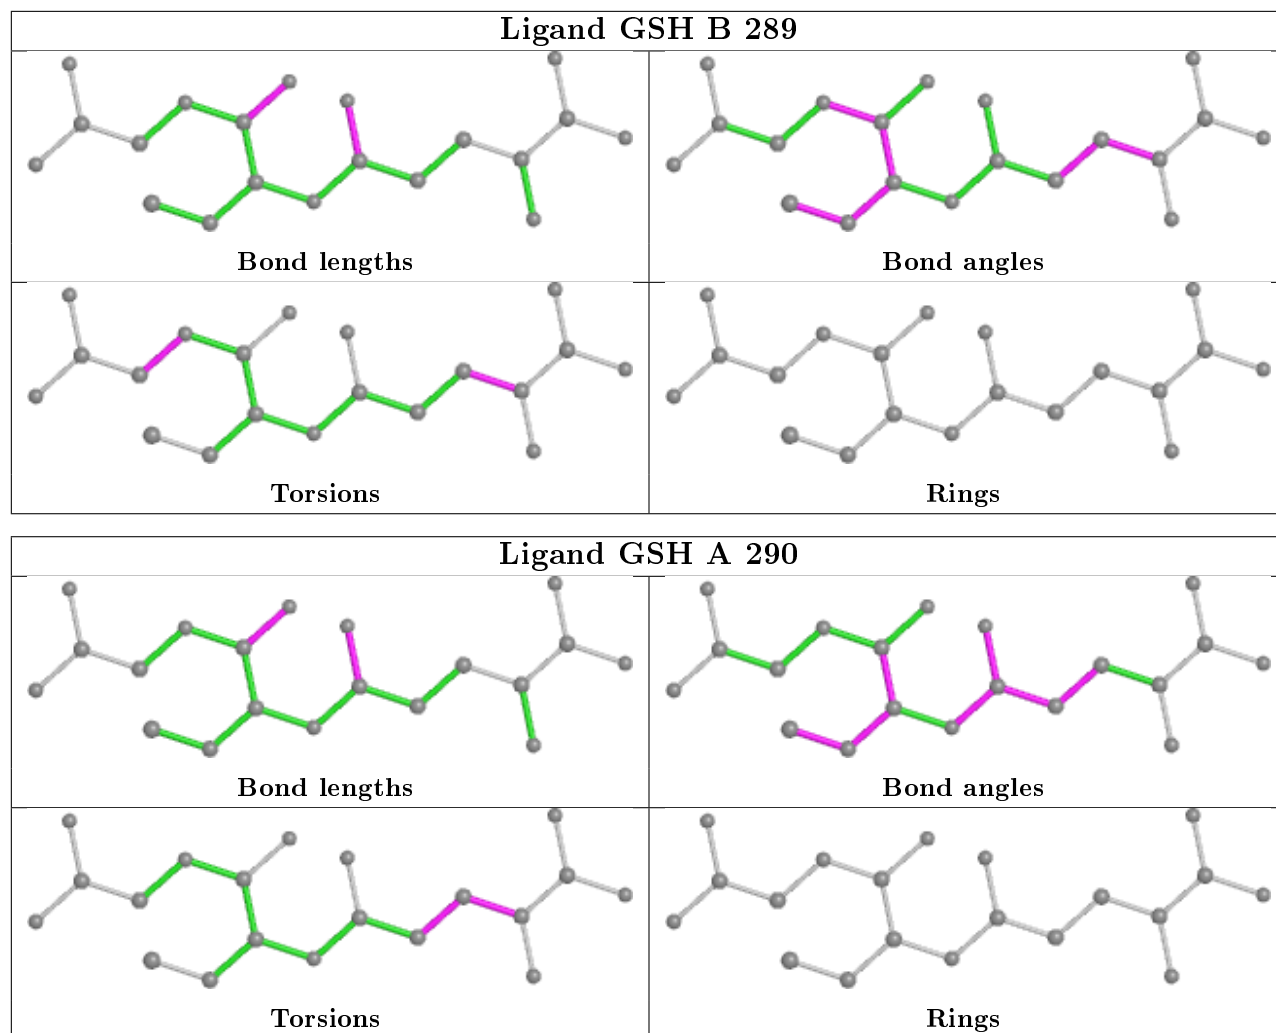 Ligand GSH B 289
Bond lengths
Bond angles
Torsions
Rings
Ligand GSH A 290
Bond lengths
Bond angles
Torsions
Rings